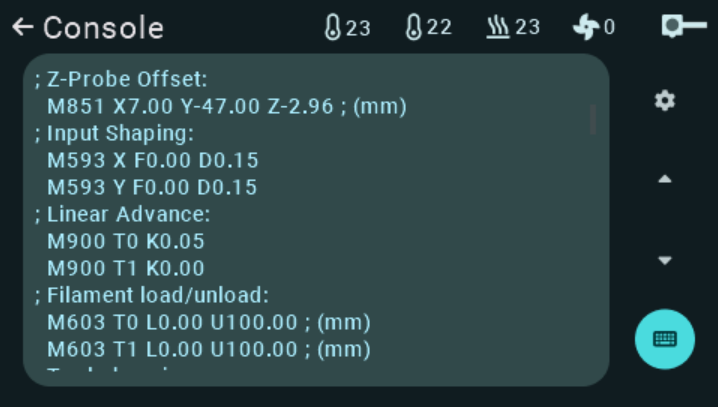 Console
23
22
23
0
; Z-Probe Offset:
M851 X7.00 Y-47.00 Z-2.96 ; (mm)
; Input Shaping:
M593 X F0.00 D0.15
M593 Y F0.00 D0.15
; Linear Advance:
M900 T0 K0.05
M900 T1 K0.00
; Filament load/unload:
M603 T0 L0.00 U100.00 ; (mm)
M603 T1 L0.00 U100.00 ; (mm)